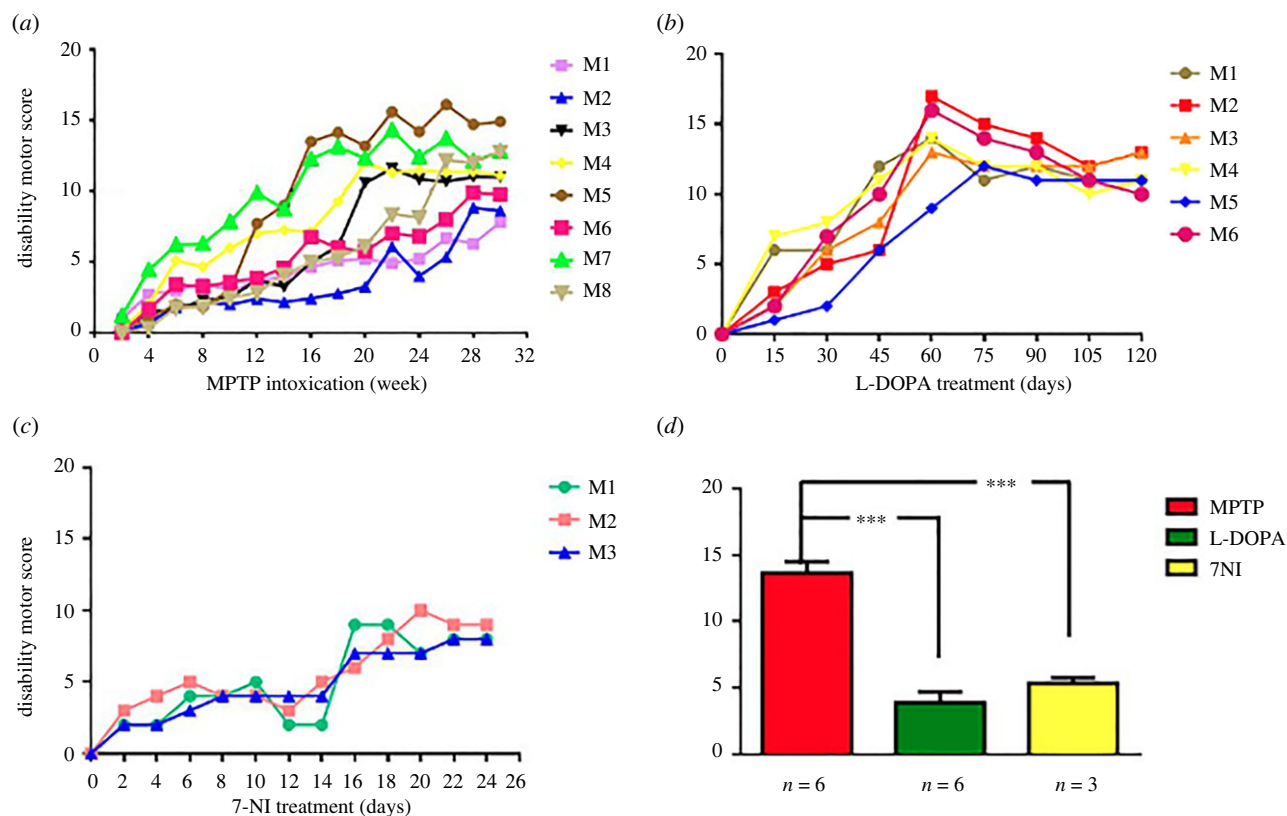 (a)
20
15
10
5
0
disability motor score
0 4 8 12 16 20 24 28 32
MPTP intoxication (week)
M1
M2
M3
M4
M5
M6
M7
M8
(b)
20
15
10
5
0
0 15 30 45 60 75 90 105 120
L-DOPA treatment (days)
M1
M2
M3
M4
M5
M6
(c)
20
15
10
5
0
disability motor score
0 2 4 6 8 10 12 14 16 18 20 22 24 26
7-NI treatment (days)
M1
M2
M3
(d)
20
15
10
5
0
***
***
n = 6 n = 6 n = 3
MPTP
L-DOPA
7NI